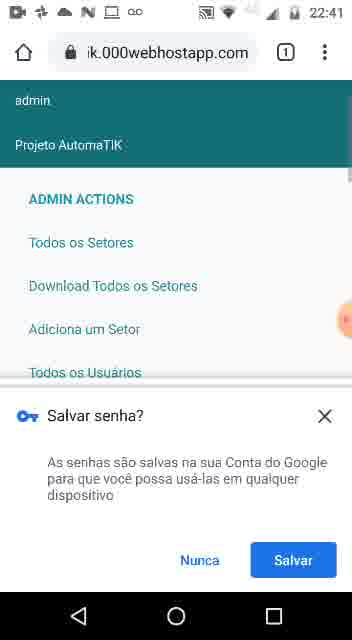 22:41
ik.000webhostapp.com
1
admin
Projeto AutomaTIK
ADMIN ACTIONS
Todos os Setores
Download Todos os Setores
Adiciona um Setor
Todos os Usuários
Salvar senha?
As senhas são salvas na sua Conta do Google
para que você possa usá-las em qualquer
dispositivo
Nunca
Salvar